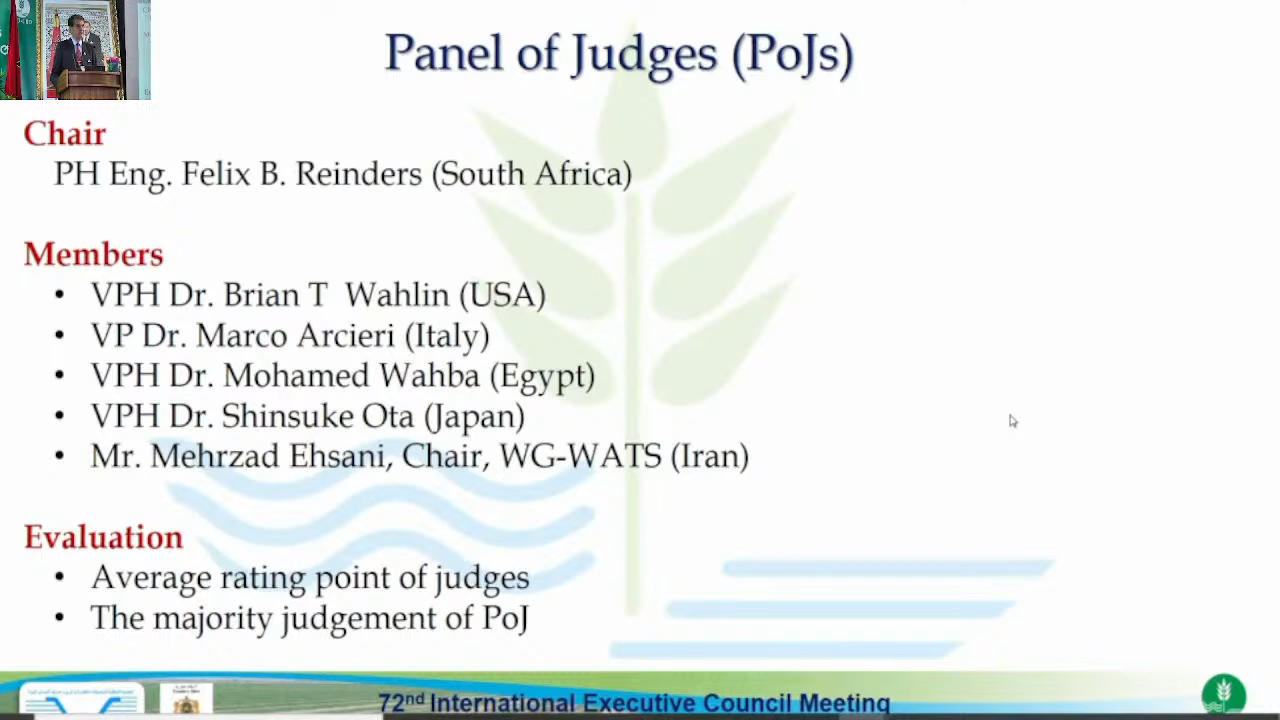 Panel of Judges (PoJs)
Chair
PH Eng. Felix B. Reinders (South Africa)
Members
• VPH Dr. Brian T Wahlin (USA)
• VP Dr. Marco Arcieri (Italy)
• VPH Dr. Mohamed Wahba (Egypt)
• VPH Dr. Shinsuke Ota (Japan)
• Mr. Mehrzad Ehsani, Chair, WG-WATS (Iran)
Evaluation
• Average rating point of judges
• The majority judgement of PoJ
72nd International Executive Council Meeting